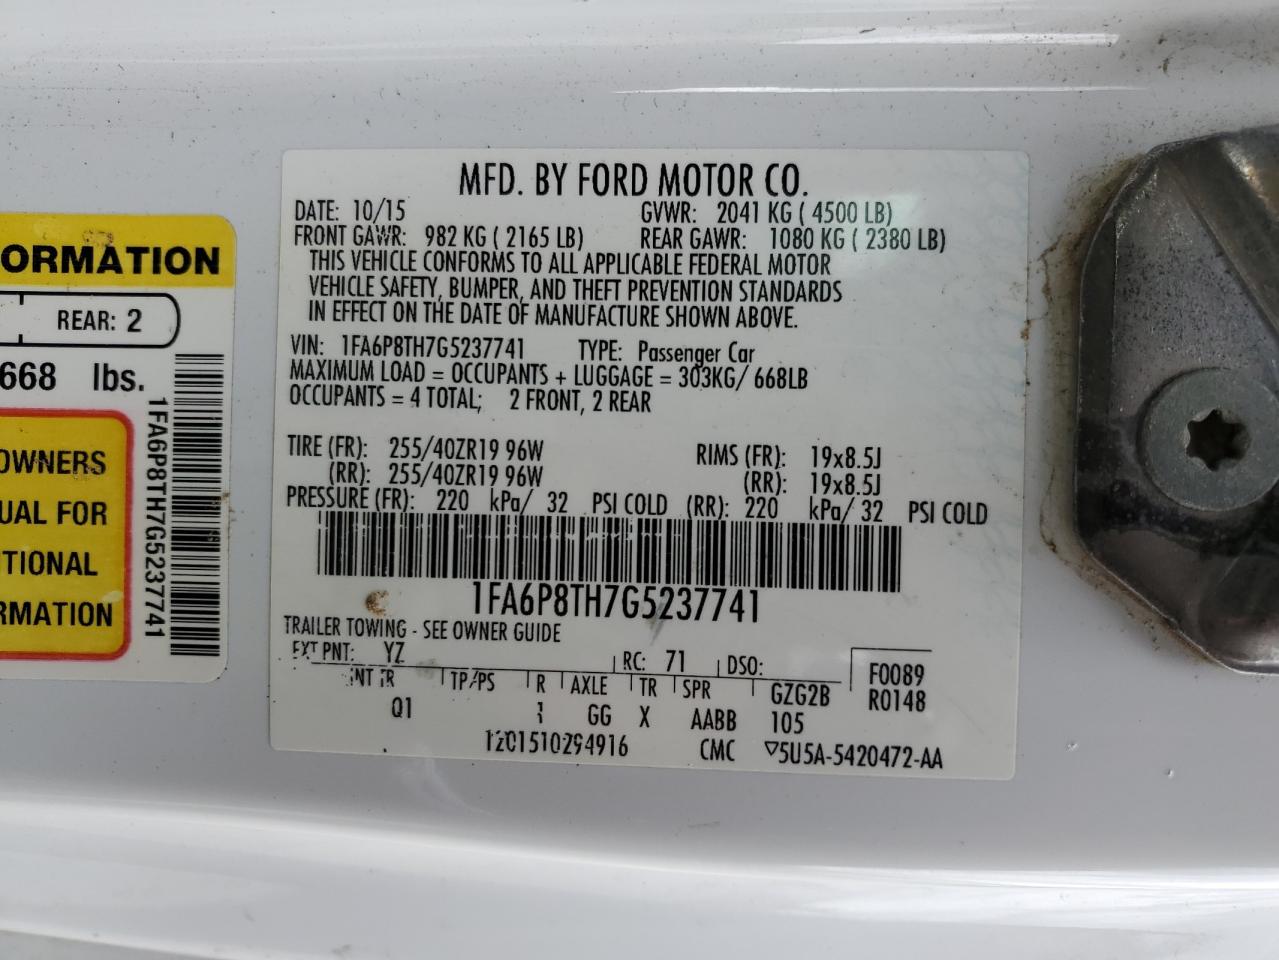 ORMATION
REAR: 2
668 lbs.
OWNERS
UAL FOR
TIONAL
RMATION
1FA6P8TH7G5237741
MFD. BY FORD MOTOR CO.
DATE: 10/15 GVWR: 2041 KG ( 4500 LB)
FRONT GAWR: 982 KG ( 2165 LB) REAR GAWR: 1080 KG ( 2380 LB)
THIS VEHICLE CONFORMS TO ALL APPLICABLE FEDERAL MOTOR
VEHICLE SAFETY, BUMPER, AND THEFT PREVENTION STANDARDS
IN EFFECT ON THE DATE OF MANUFACTURE SHOWN ABOVE.
VIN: 1FA6P8TH7G5237741 TYPE: Passenger Car
MAXIMUM LOAD = OCCUPANTS + LUGGAGE = 303KG/ 668LB
OCCUPANTS = 4 TOTAL; 2 FRONT, 2 REAR
TIRE (FR): 255/40ZR19 96W RIMS (FR): 19x8.5J
(RR): 255/40ZR19 96W (RR): 19x8.5J
PRESSURE (FR): 220 kPa/ 32 PSI COLD (RR): 220 kPa/ 32 PSI COLD
1FA6P8TH7G5237741
TRAILER TOWING - SEE OWNER GUIDE
EXT PNT: YZ RC: 71 DSO: F0089
INT TR TP/PS R AXLE TR SPR GZG2B R0148
Q1 1 GG X AABB 105
1201510294916 CMC ▽5U5A-5420472-AA